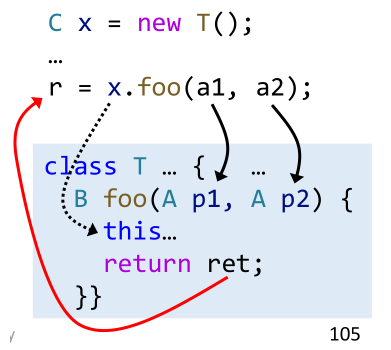 C x = new T();
…
r = x.foo(a1, a2);
class T … { …
B foo(A p1, A p2) {
this…
return ret;
}}
105